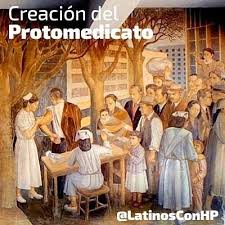 Creación del
Protomedicato
@LatinosConHP